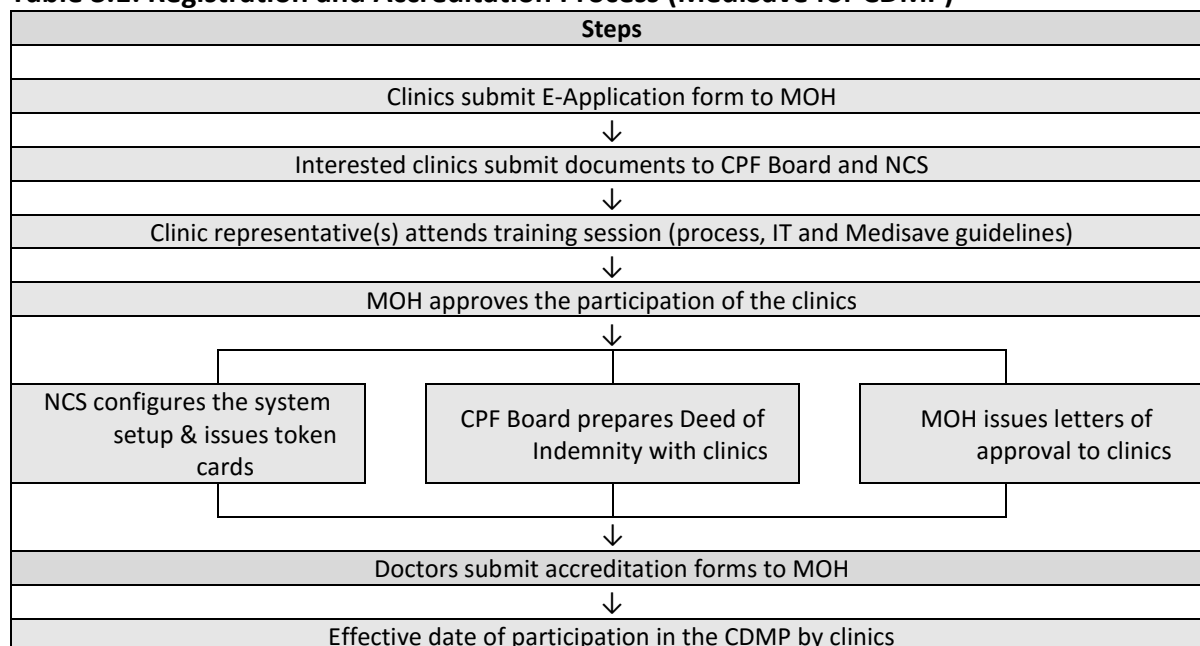 Table 3.1: Registration and Accreditation Process (Medisave for CDMP)
Steps
Clinics submit E-Application form to MOH
↓
Interested clinics submit documents to CPF Board and NCS
↓
Clinic representative(s) attends training session (process, IT and Medisave guidelines)
↓
MOH approves the participation of the clinics
↓
NCS configures the system
setup & issues token
cards
CPF Board prepares Deed of
Indemnity with clinics
MOH issues letters of
approval to clinics
↓
Doctors submit accreditation forms to MOH
↓
Effective date of participation in the CDMP by clinics